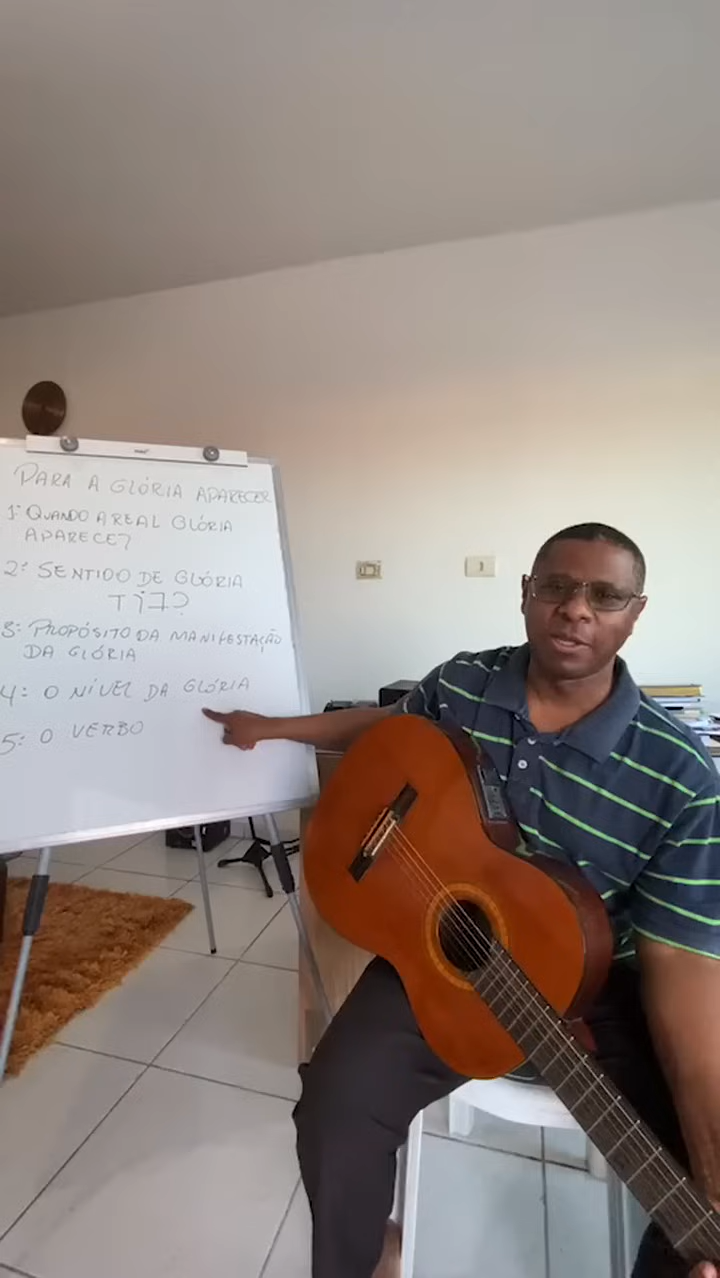 PARA A GLÓRIA APARECER
1: QUANDO A REAL GLÓRIA
APARECE?
2: SENTIDO DE GLÓRIA
3: PROPÓSITO DA MANIFESTAÇÃO
DA GLÓRIA
4: O NÍVEL DA GLÓRIA
5: O VERBO